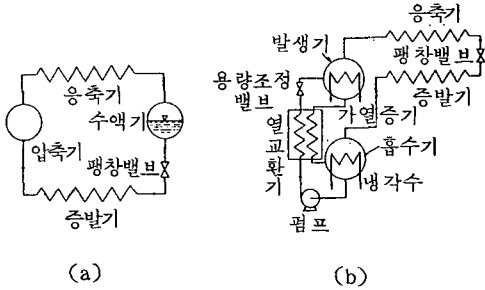 응축기
수액기
압축기
팽창밸브
증발기
(a)
응축기
발생기
팽창밸브
용량조정
밸브
증발기
가열증기
열교환기
흡수기
냉각수
펌프
(b)